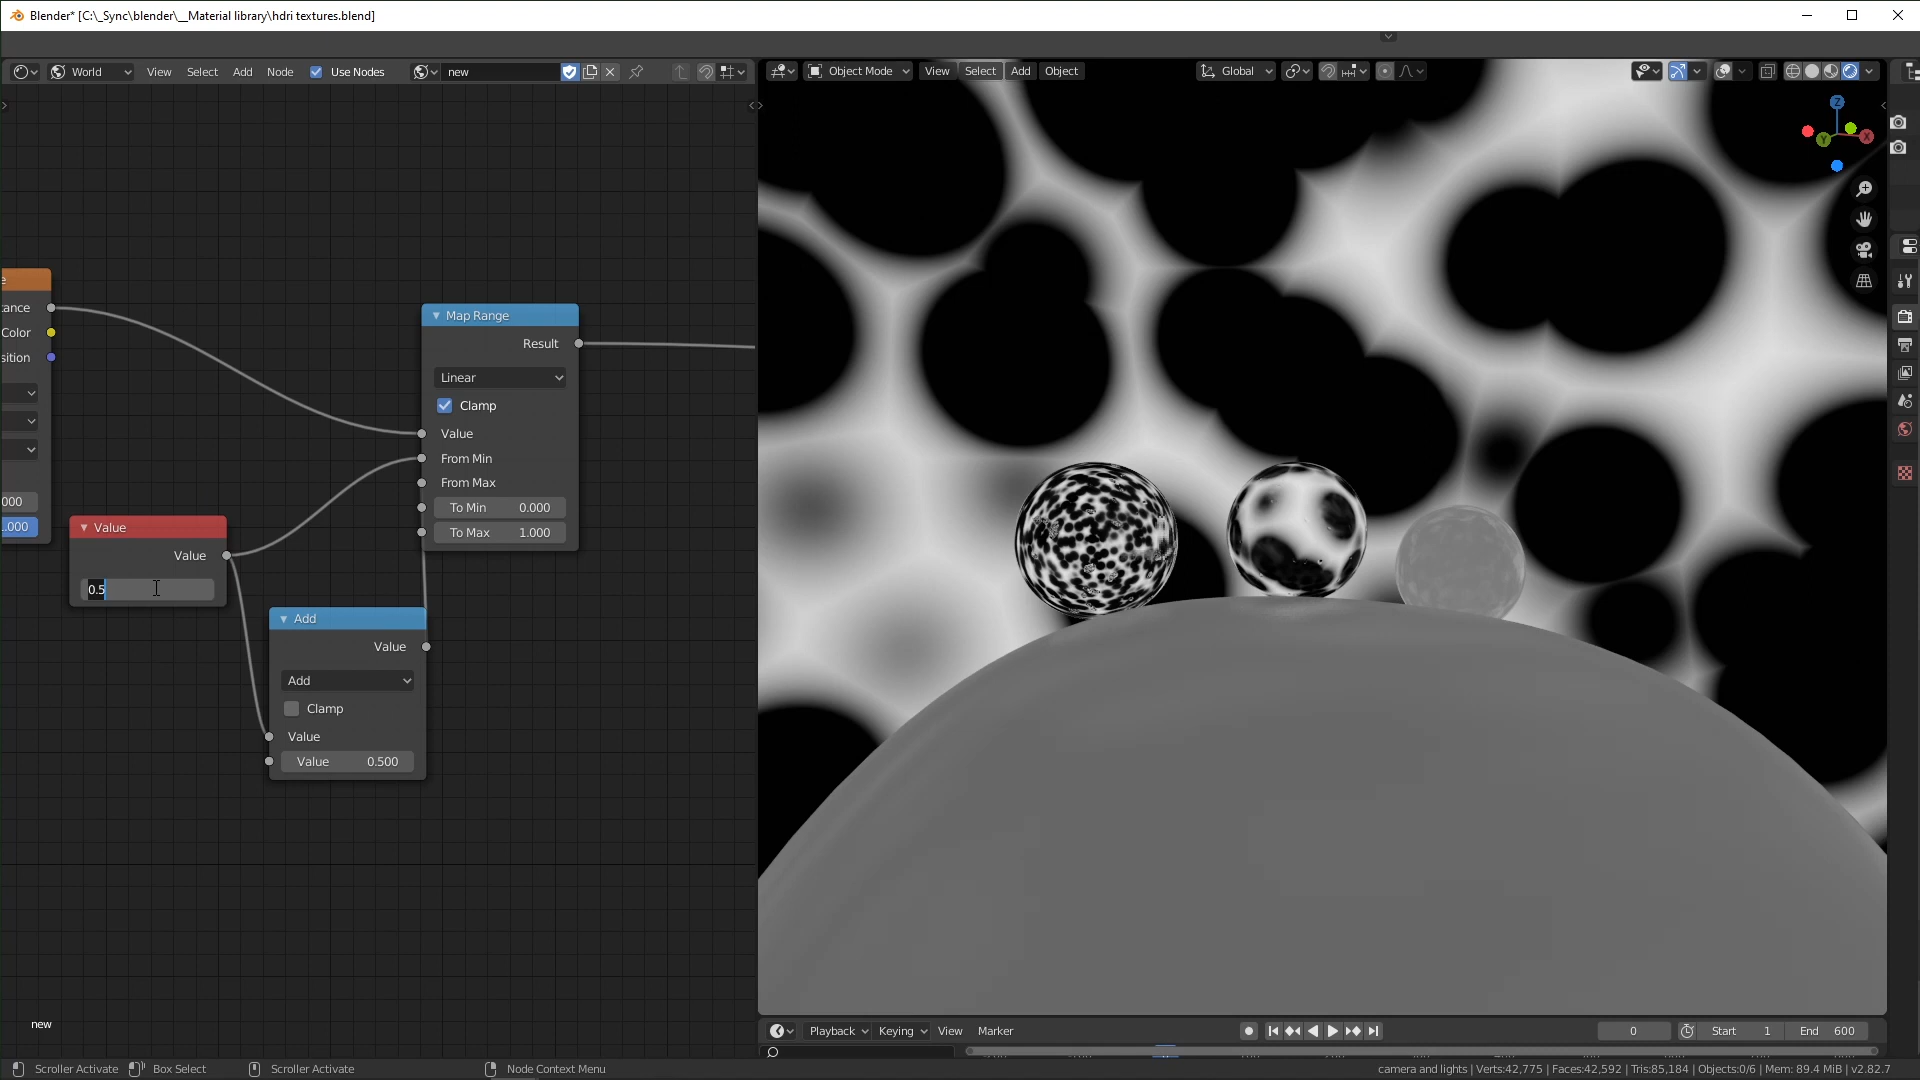 Blender* [C:\_Sync\blender\__Material library\hdri textures.blend]
World View Select Add Node Use Nodes new
Object Mode View Select Add Object Global
Z
Y X
e
ance
Color
sition
000
.000
Map Range
Result
Linear
Clamp
Value
From Min
From Max
To Min 0.000
To Max 1.000
Value
Value
0.5
Add
Value
Add
Clamp
Value
Value 0.500
new
Playback Keying View Marker 0 Start 1 End 600
Scroller Activate Box Select Scroller Activate Node Context Menu camera and lights | Verts:42,775 | Faces:42,592 | Tris:85,184 | Objects:0/6 | Mem: 89.4 MiB | v2.82.7